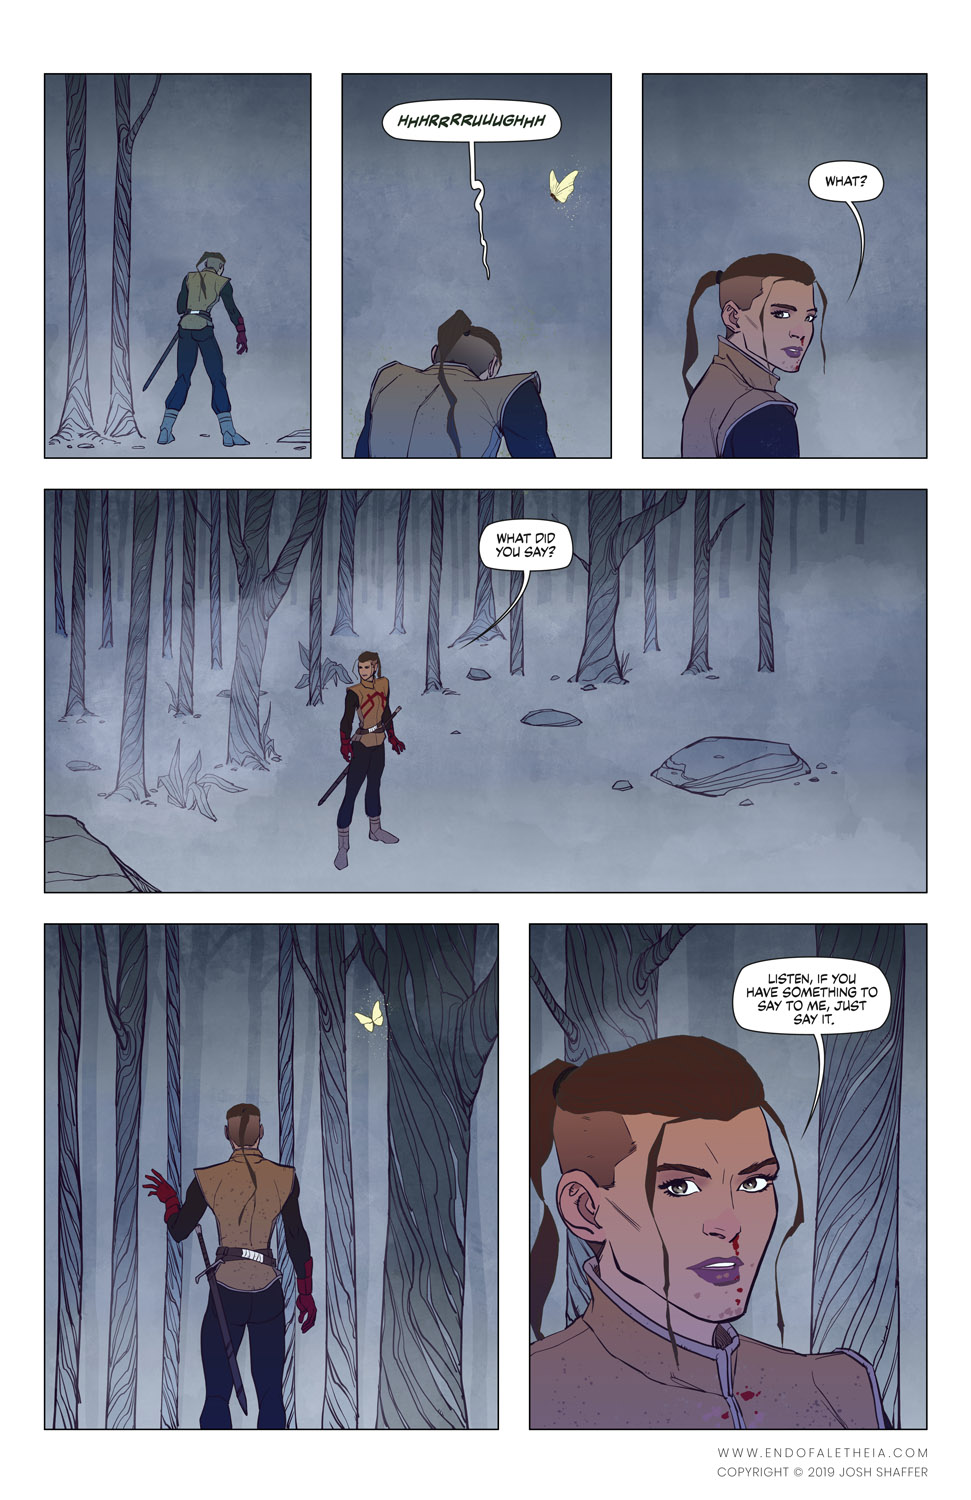 HHHRRRRUUUGHHH
WHAT?
WHAT DID
YOU SAY?
LISTEN, IF YOU
HAVE SOMETHING TO
SAY TO ME, JUST
SAY IT.
WWW.ENDOFALETHEIA.COM
COPYRIGHT © 2019 JOSH SHAFFER